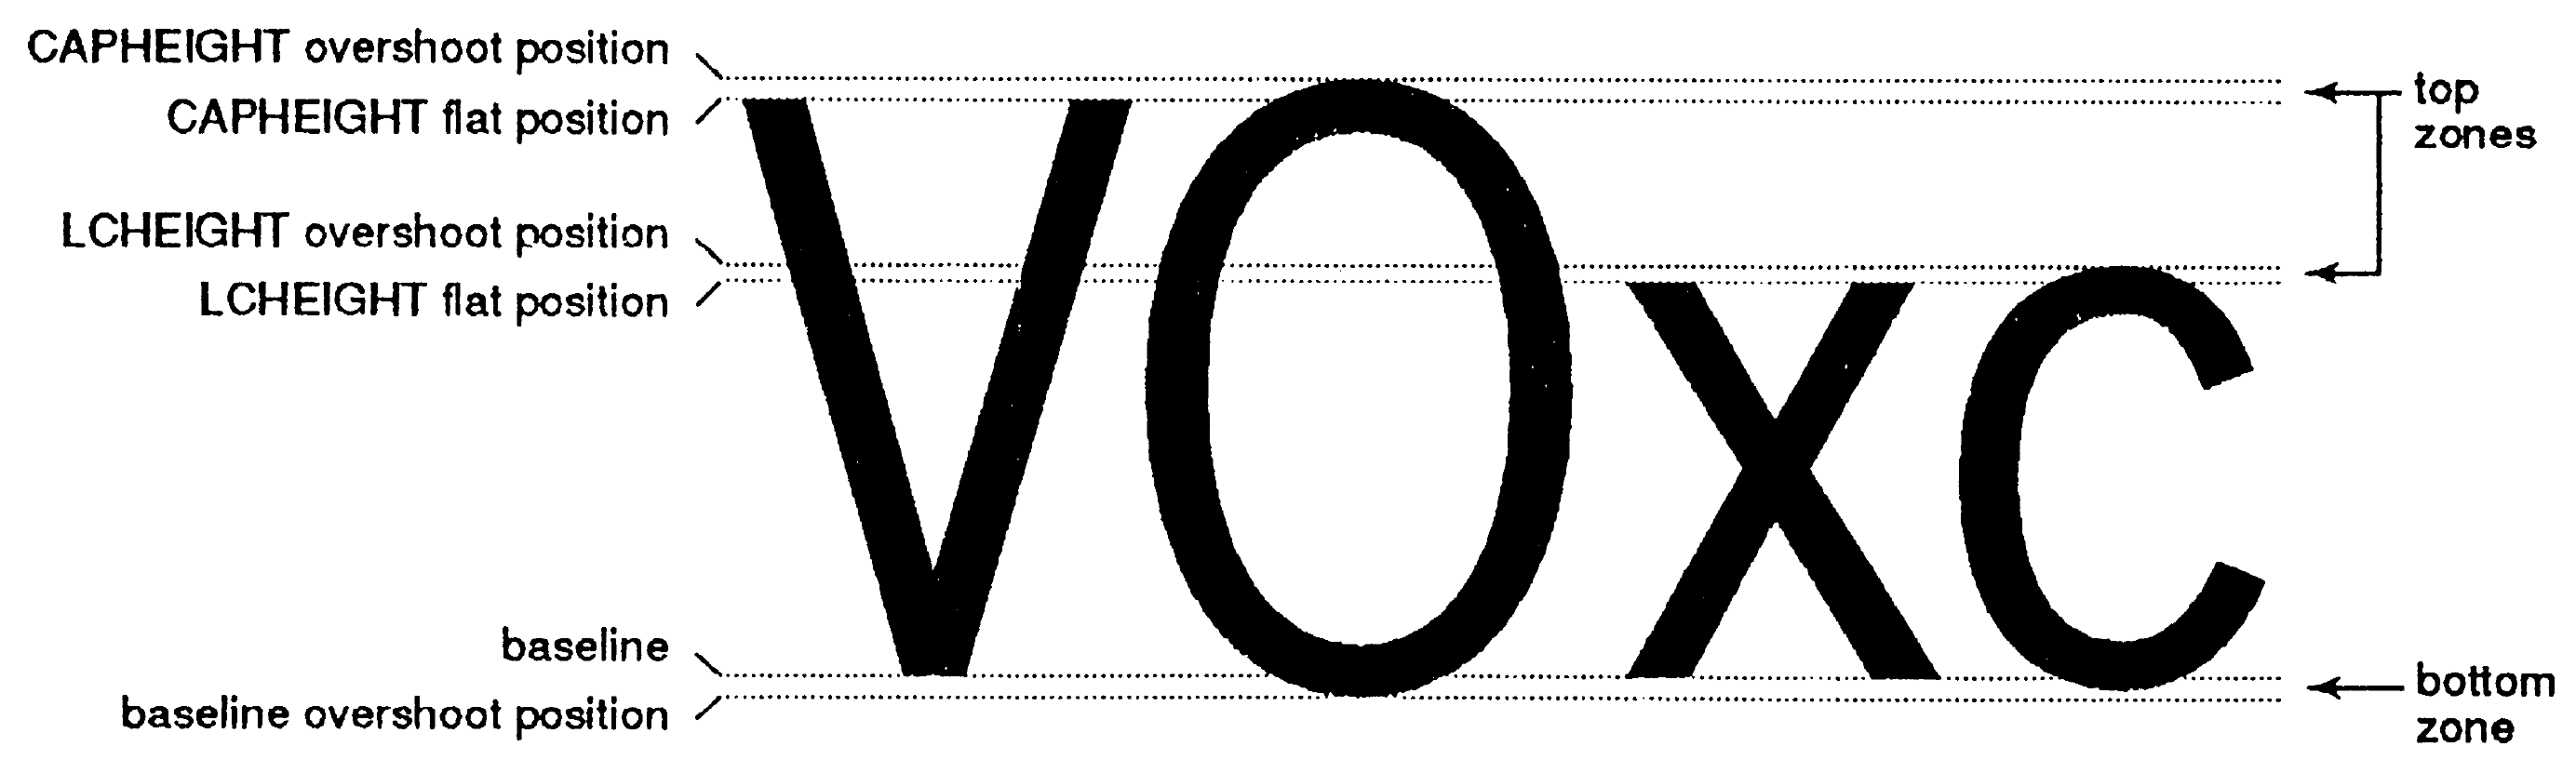 CAPHEIGHT overshoot position
CAPHEIGHT flat position
LCHEIGHT overshoot position
LCHEIGHT flat position
baseline
baseline overshoot position
VOxc
top
zones
bottom
zone